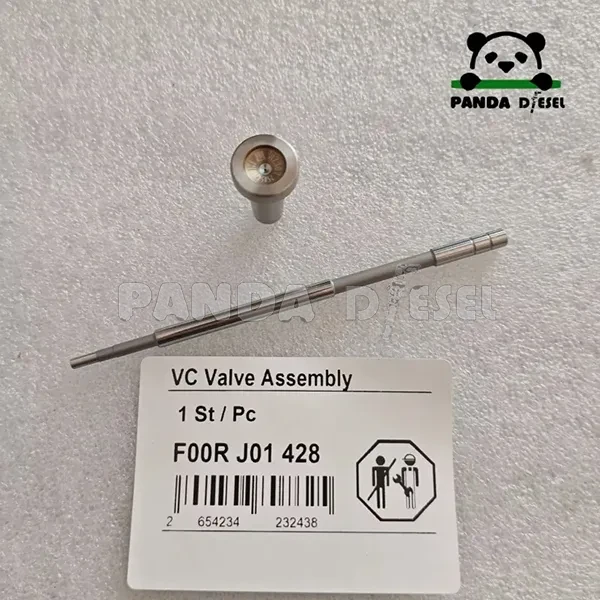 PANDA DIESEL
PANDA DIESEL
VC Valve Assembly
1 St / Pc
F00R J01 428
2 654234 232438